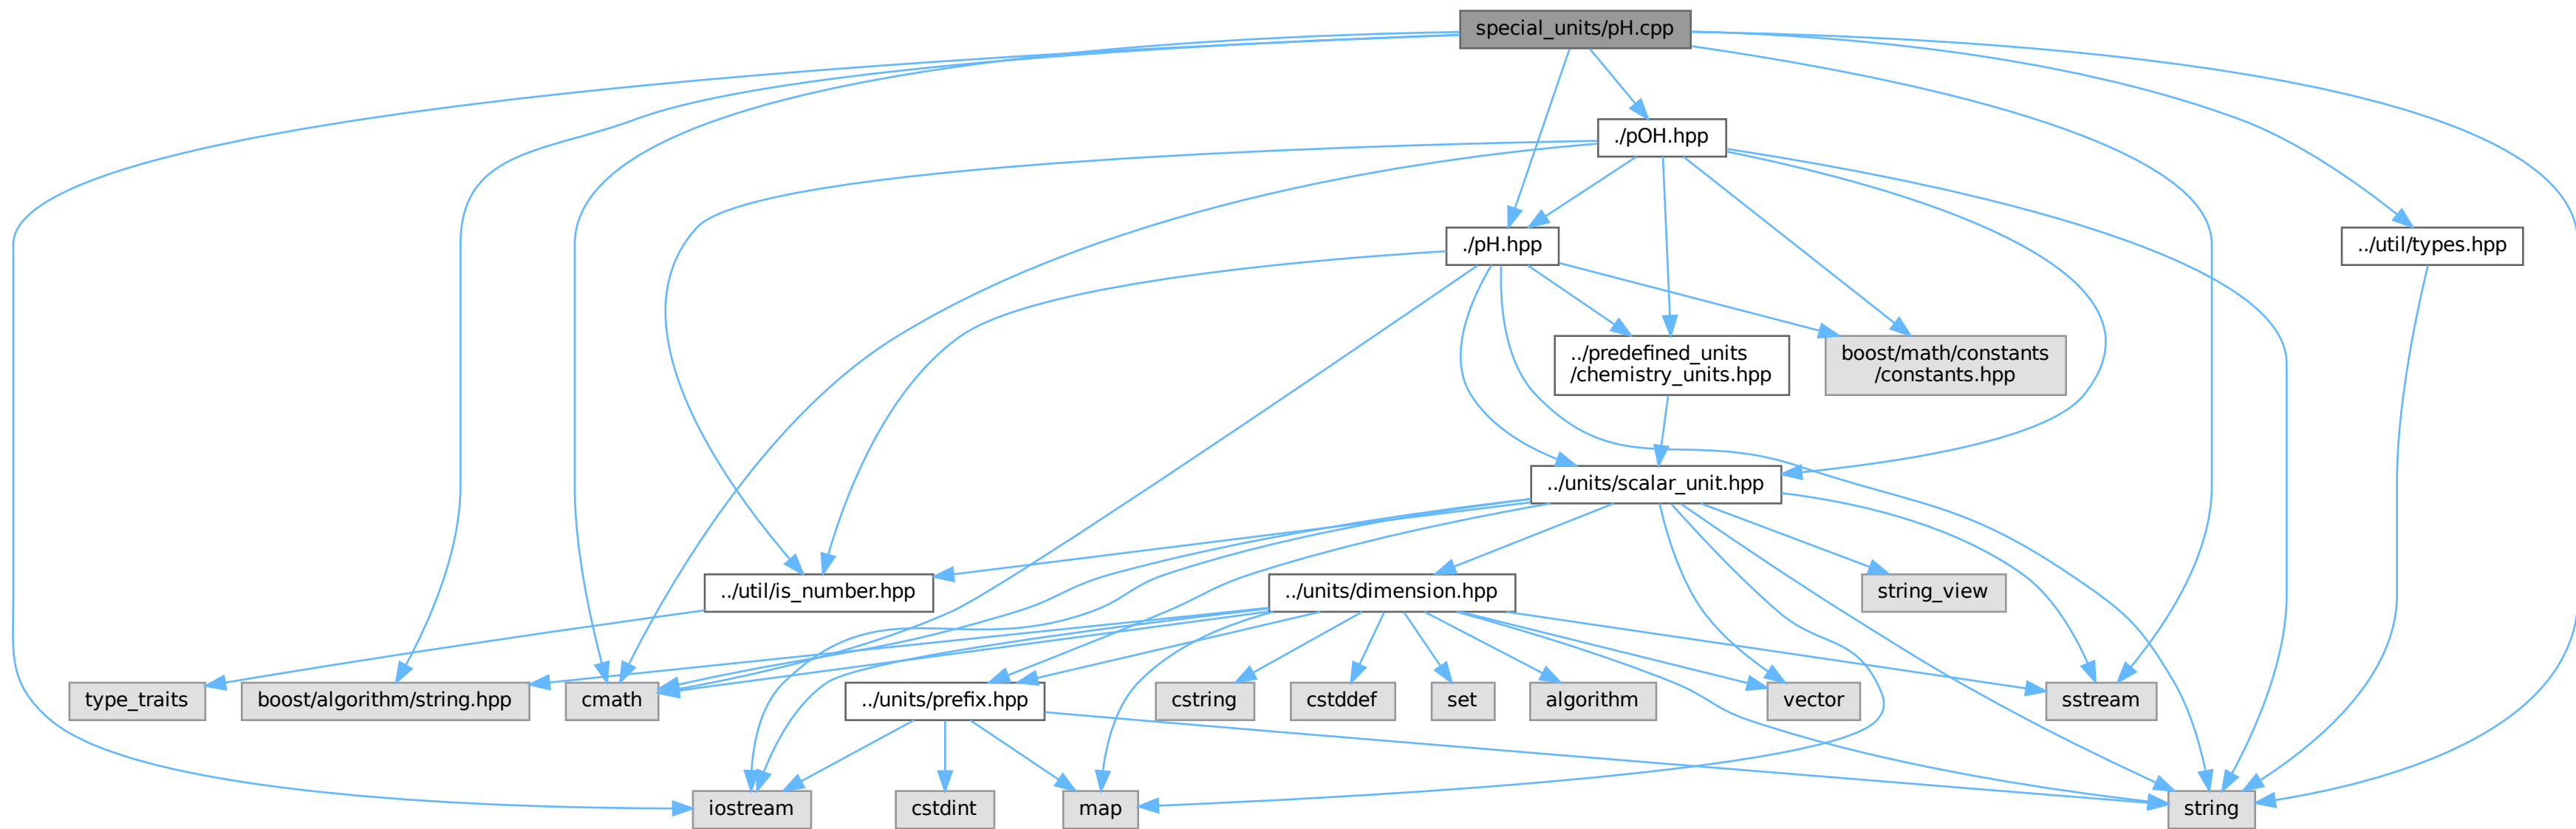 special_units/pH.cpp
./pOH.hpp
./pH.hpp
../util/types.hpp
../predefined_units
/chemistry_units.hpp
boost/math/constants
/constants.hpp
../units/scalar_unit.hpp
../util/is_number.hpp
../units/dimension.hpp
string_view
type_traits
boost/algorithm/string.hpp
cmath
../units/prefix.hpp
cstring
cstddef
set
algorithm
vector
sstream
iostream
cstdint
map
string